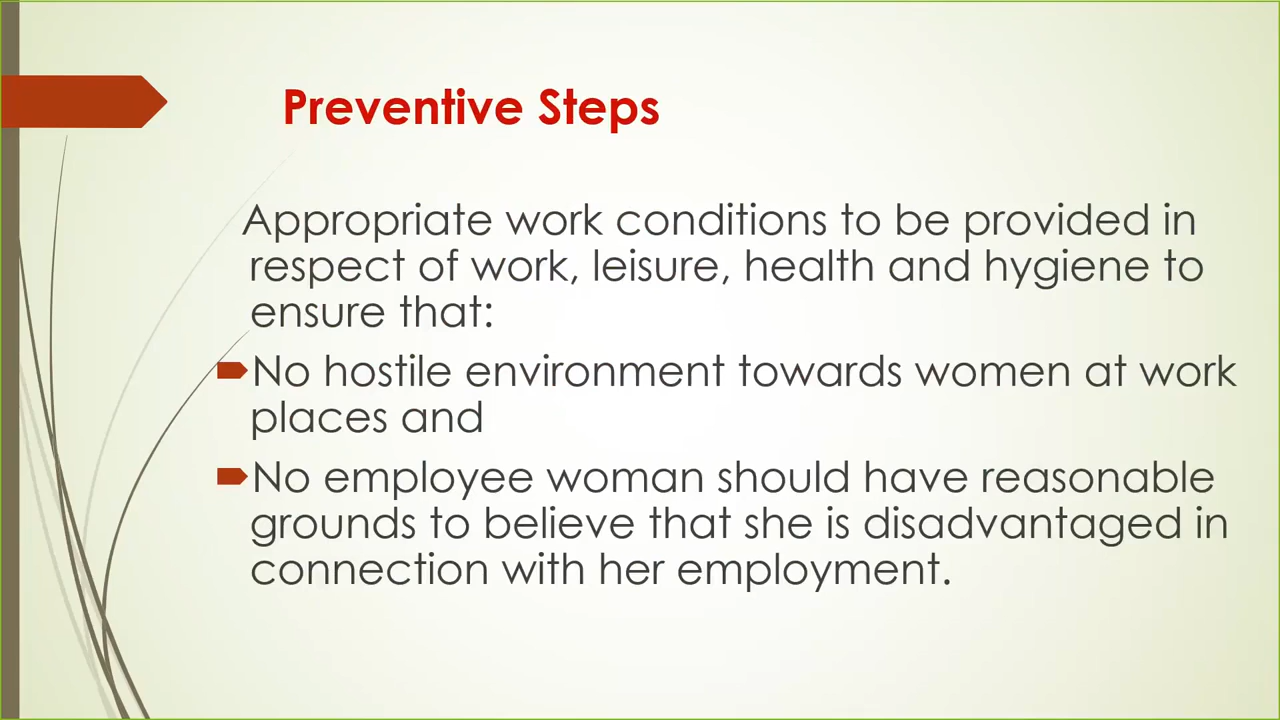 Preventive Steps
Appropriate work conditions to be provided in
respect of work, leisure, health and hygiene to
ensure that:
No hostile environment towards women at work
places and
No employee woman should have reasonable
grounds to believe that she is disadvantaged in
connection with her employment.